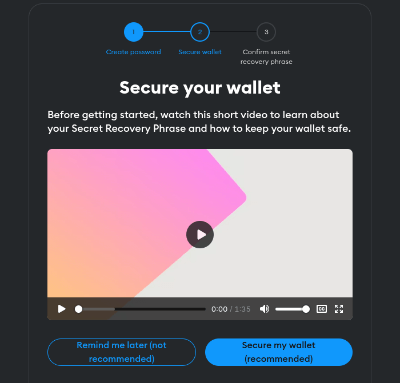 1
2
3
Create password
Secure wallet
Confirm secret
recovery phrase
Secure your wallet
Before getting started, watch this short video to learn about
your Secret Recovery Phrase and how to keep your wallet safe.
0:00 / 1:35
CC
Remind me later (not
recommended)
Secure my wallet
(recommended)